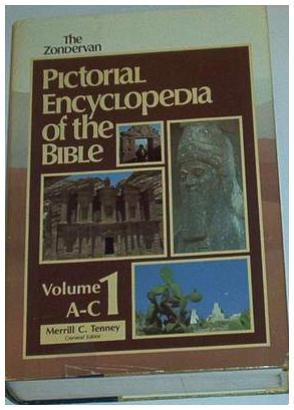 The
Zondervan
Pictorial
Encyclopedia
of the
Bible
Volume 1
A-C
Merrill C. Tenney
General Editor